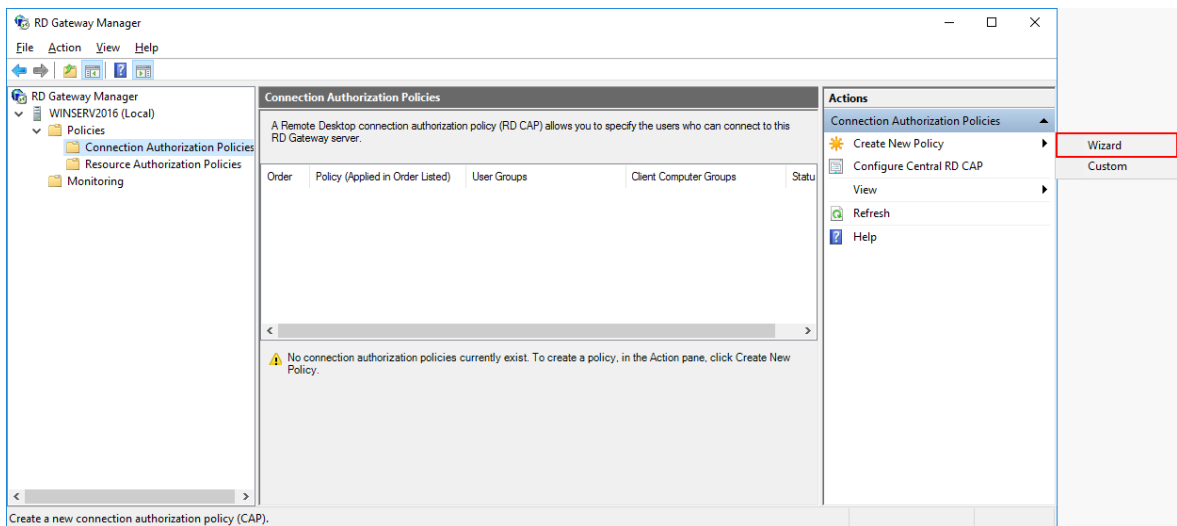 RD Gateway Manager
File Action View Help
RD Gateway Manager
WINSERV2016 (Local)
Policies
Connection Authorization Policies
Resource Authorization Policies
Monitoring
Connection Authorization Policies
A Remote Desktop connection authorization policy (RD CAP) allows you to specify the users who can connect to this
RD Gateway server.
Order Policy (Applied in Order Listed) User Groups Client Computer Groups Statu
No connection authorization policies currently exist. To create a policy, in the Action pane, click Create New
Policy.
Actions
Connection Authorization Policies
Create New Policy
Configure Central RD CAP
View
Refresh
Help
Wizard
Custom
Create a new connection authorization policy (CAP).